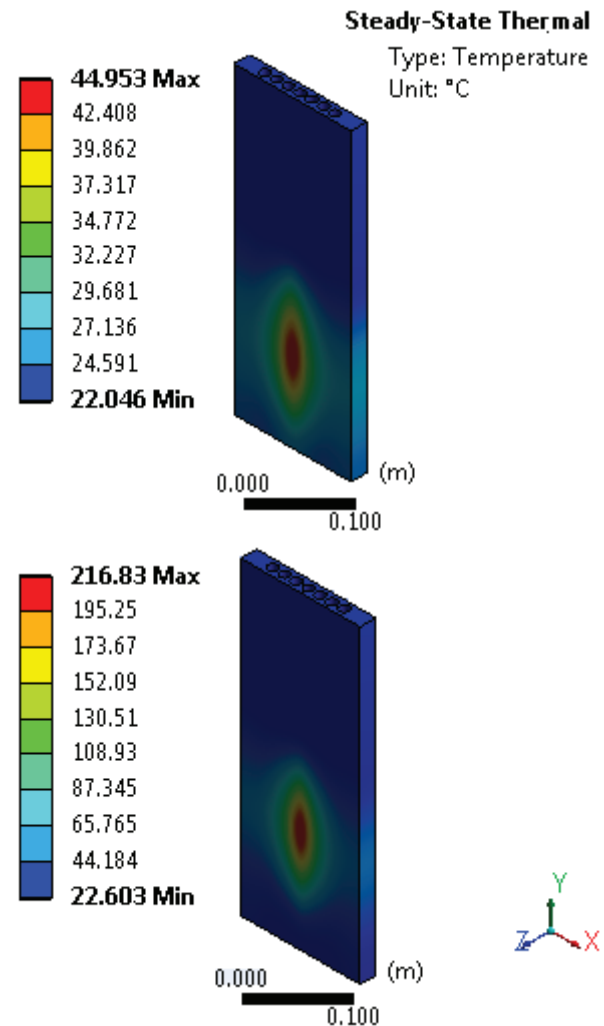 Steady-State Thermal
Type: Temperature
Unit: °C
44.953 Max
42.408
39.862
37.317
34.772
32.227
29.681
27.136
24.591
22.046 Min
0.000
(m)
0.100
216.83 Max
195.25
173.67
152.09
130.51
108.93
87.345
65.765
44.184
22.603 Min
0.000
(m)
0.100
Y
Z
X